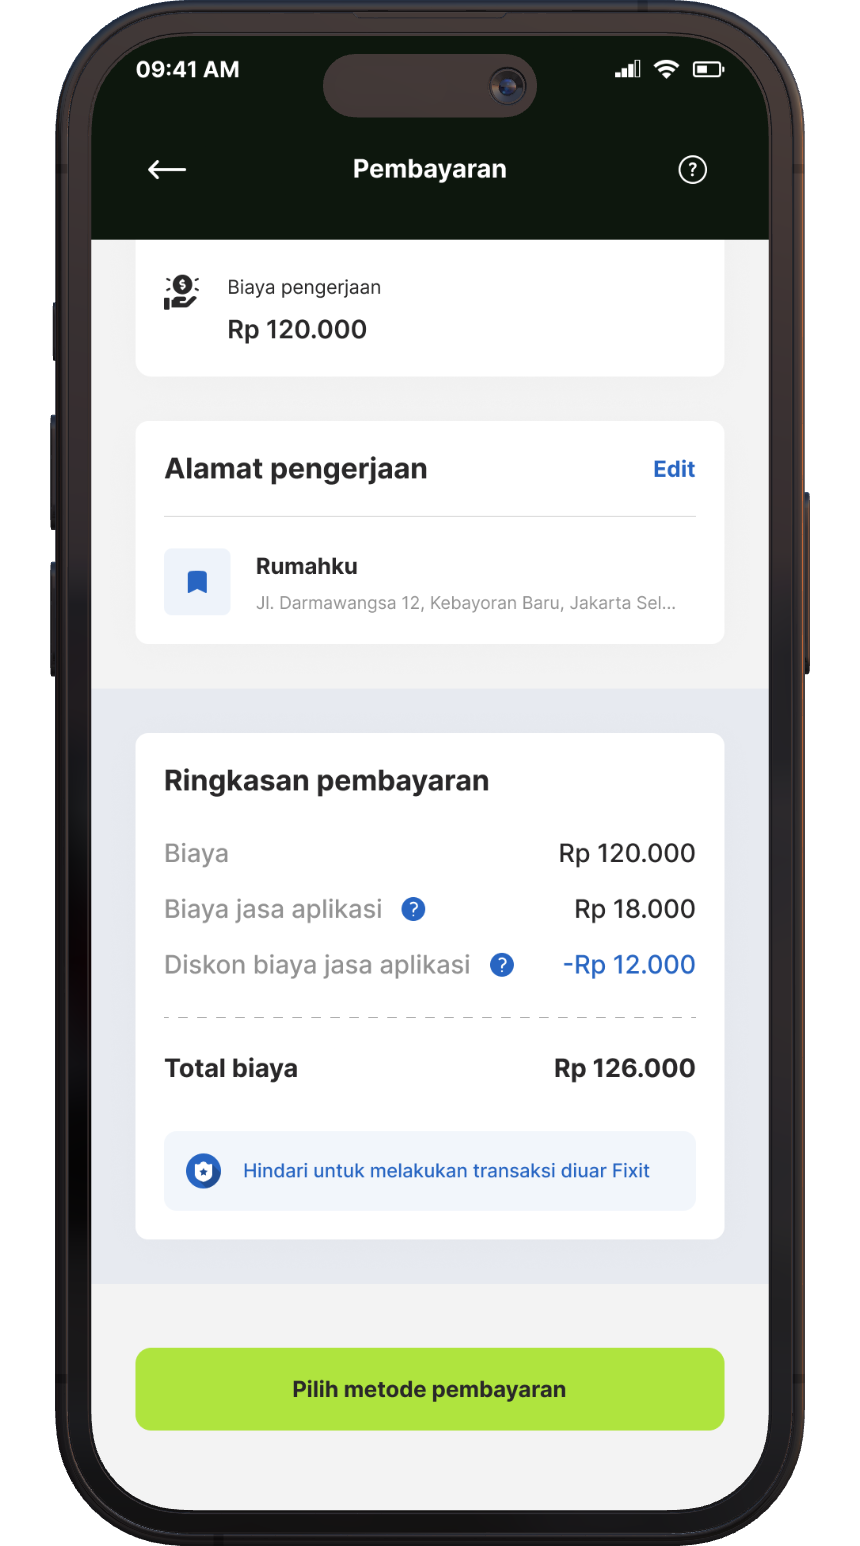 09:41 AM
Pembayaran
?
$
Biaya pengerjaan
Rp 120.000
Alamat pengerjaan
Edit
Rumahku
Jl. Darmawangsa 12, Kebayoran Baru, Jakarta Sel...
Ringkasan pembayaran
Biaya
Rp 120.000
Biaya jasa aplikasi ?
Rp 18.000
Diskon biaya jasa aplikasi ?
-Rp 12.000
Total biaya
Rp 126.000
Hindari untuk melakukan transaksi diuar Fixit
Pilih metode pembayaran